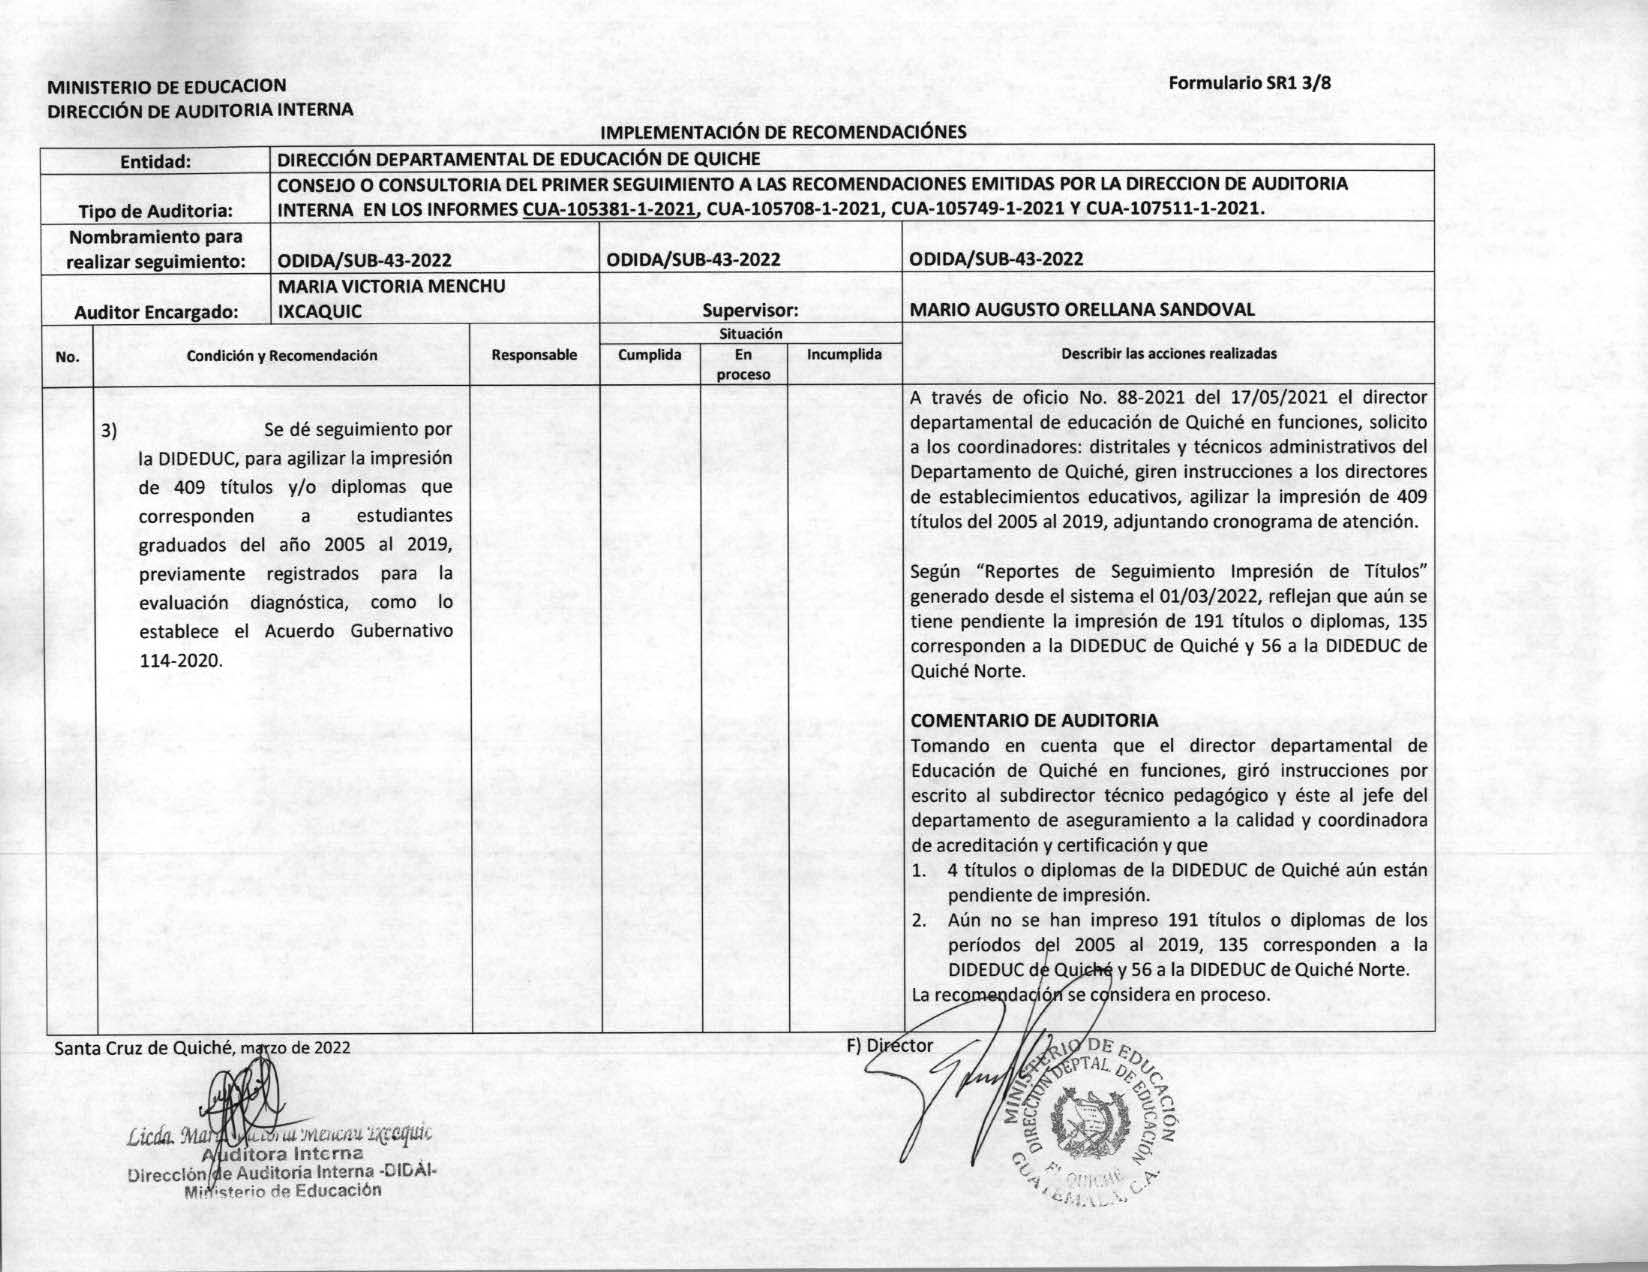 MINISTERIO DE EDUCACION
DIRECCIÓN DE AUDITORIA INTERNA
Formulario SR1 3/8
IMPLEMENTACIÓN DE RECOMENDACIÓNES
Entidad:
DIRECCIÓN DEPARTAMENTAL DE EDUCACIÓN DE QUICHE
Tipo de Auditoria:
CONSEJO O CONSULTORIA DEL PRIMER SEGUIMIENTO A LAS RECOMENDACIONES EMITIDAS POR LA DIRECCION DE AUDITORIA
INTERNA EN LOS INFORMES CUA-105381-1-2021, CUA-105708-1-2021, CUA-105749-1-2021 Y CUA-107511-1-2021.
Nombramiento para
realizar seguimiento:
ODIDA/SUB-43-2022
ODIDA/SUB-43-2022
ODIDA/SUB-43-2022
Auditor Encargado:
MARIA VICTORIA MENCHU
IXCAQUIC
Supervisor:
MARIO AUGUSTO ORELLANA SANDOVAL
No.
Condición y Recomendación
Responsable
Situación
Cumplida
En
proceso
Incumplida
Describir las acciones realizadas
3) Se dé seguimiento por
la DIDEDUC, para agilizar la impresión
de 409 títulos y/o diplomas que
corresponden a estudiantes
graduados del año 2005 al 2019,
previamente registrados para la
evaluación diagnóstica, como lo
establece el Acuerdo Gubernativo
114-2020.
A través de oficio No. 88-2021 del 17/05/2021 el director
departamental de educación de Quiché en funciones, solicito
a los coordinadores: distritales y técnicos administrativos del
Departamento de Quiché, giren instrucciones a los directores
de establecimientos educativos, agilizar la impresión de 409
títulos del 2005 al 2019, adjuntando cronograma de atención.
Según “Reportes de Seguimiento Impresión de Títulos”
generado desde el sistema el 01/03/2022, reflejan que aún se
tiene pendiente la impresión de 191 títulos o diplomas, 135
corresponden a la DIDEDUC de Quiché y 56 a la DIDEDUC de
Quiché Norte.
COMENTARIO DE AUDITORIA
Tomando en cuenta que el director departamental de
Educación de Quiché en funciones, giró instrucciones por
escrito al subdirector técnico pedagógico y éste al jefe del
departamento de aseguramiento a la calidad y coordinadora
de acreditación y certificación y que
1. 4 títulos o diplomas de la DIDEDUC de Quiché aún están
pendiente de impresión.
2. Aún no se han impreso 191 títulos o diplomas de los
períodos del 2005 al 2019, 135 corresponden a la
DIDEDUC de Quiché y 56 a la DIDEDUC de Quiché Norte.
La recomendación se considera en proceso.
Santa Cruz de Quiché, marzo de 2022
F) Director
Licda. Menchu Ixcaquic
Auditora Interna
Dirección de Auditoria Interna -DIDAI-
Ministerio de Educación
MINISTERIO DE EDUCACIÓN
DIRECCION DEPTAL. DE EDUCACIÓN
QUICHE
GUATEMALA, C.A.